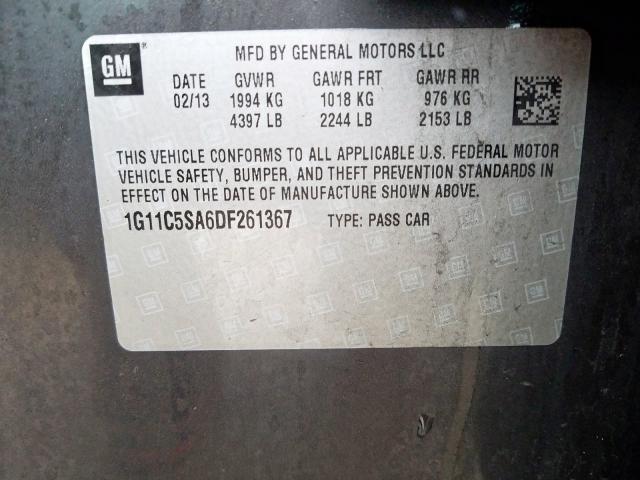 GM®
MFD BY GENERAL MOTORS LLC
DATE GVWR GAWR FRT GAWR RR
02/13 1994 KG 1018 KG 976 KG
4397 LB 2244 LB 2153 LB
THIS VEHICLE CONFORMS TO ALL APPLICABLE U.S. FEDERAL MOTOR
VEHICLE SAFETY, BUMPER, AND THEFT PREVENTION STANDARDS IN
EFFECT ON THE DATE OF MANUFACTURE SHOWN ABOVE.
1G11C5SA6DF261367 TYPE: PASS CAR